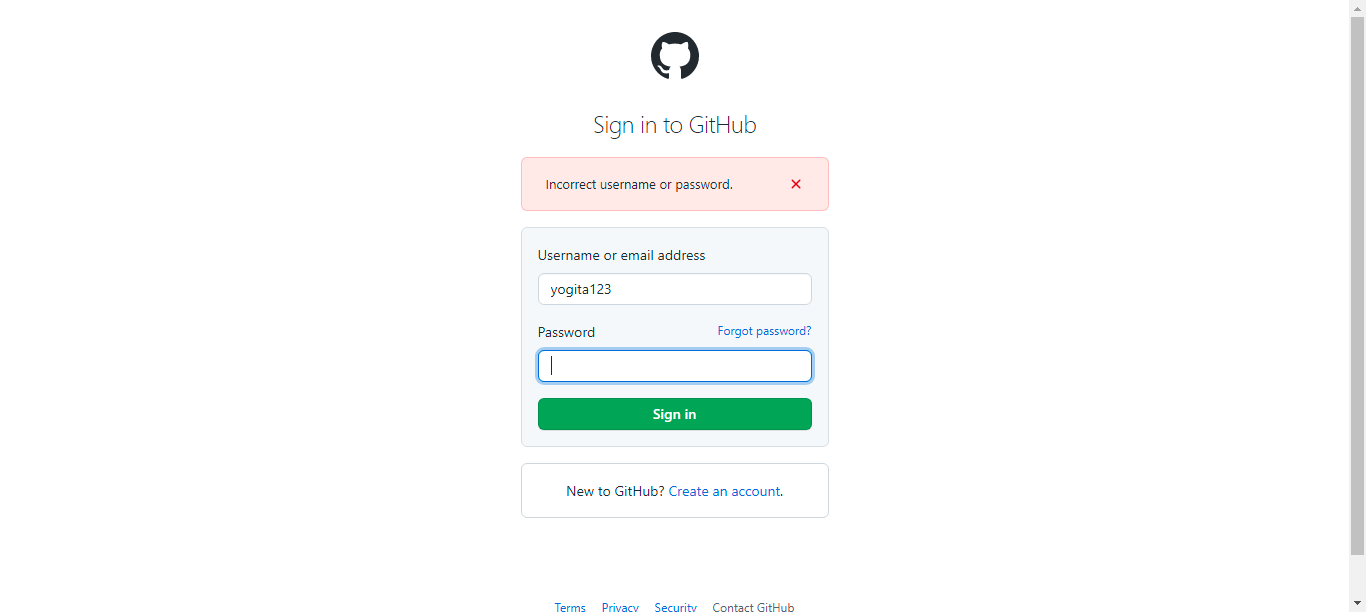 Sign in to GitHub
Incorrect username or password.
Username or email address
yogita123
Password Forgot password?
Sign in
New to GitHub? Create an account.
Terms Privacy Security Contact GitHub